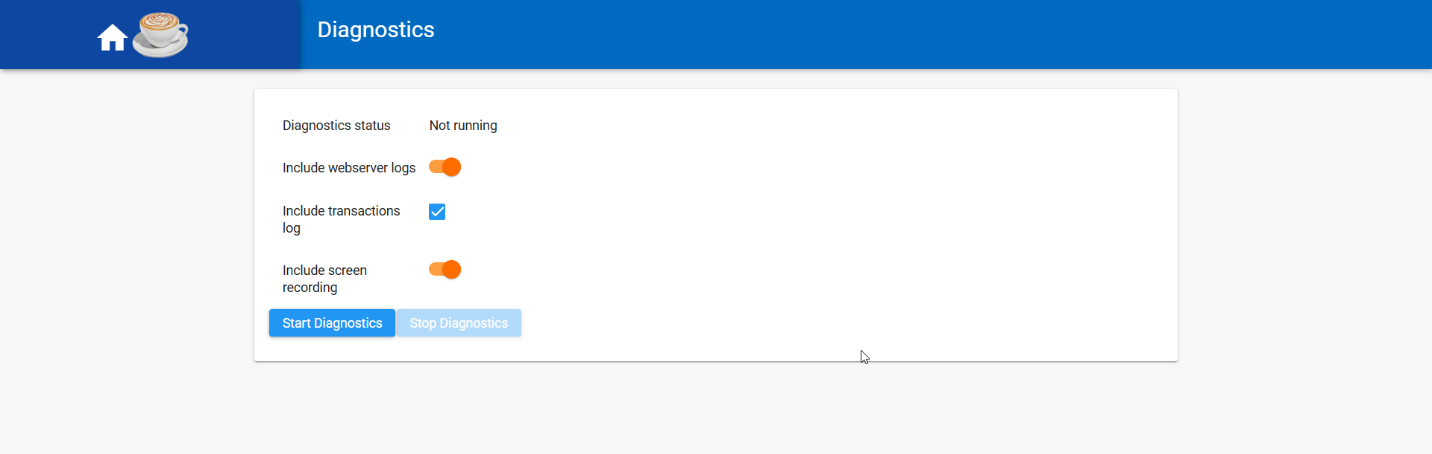 Diagnostics
Diagnostics status Not running
Include webserver logs
Include transactions
log
Include screen
recording
Start Diagnostics Stop Diagnostics